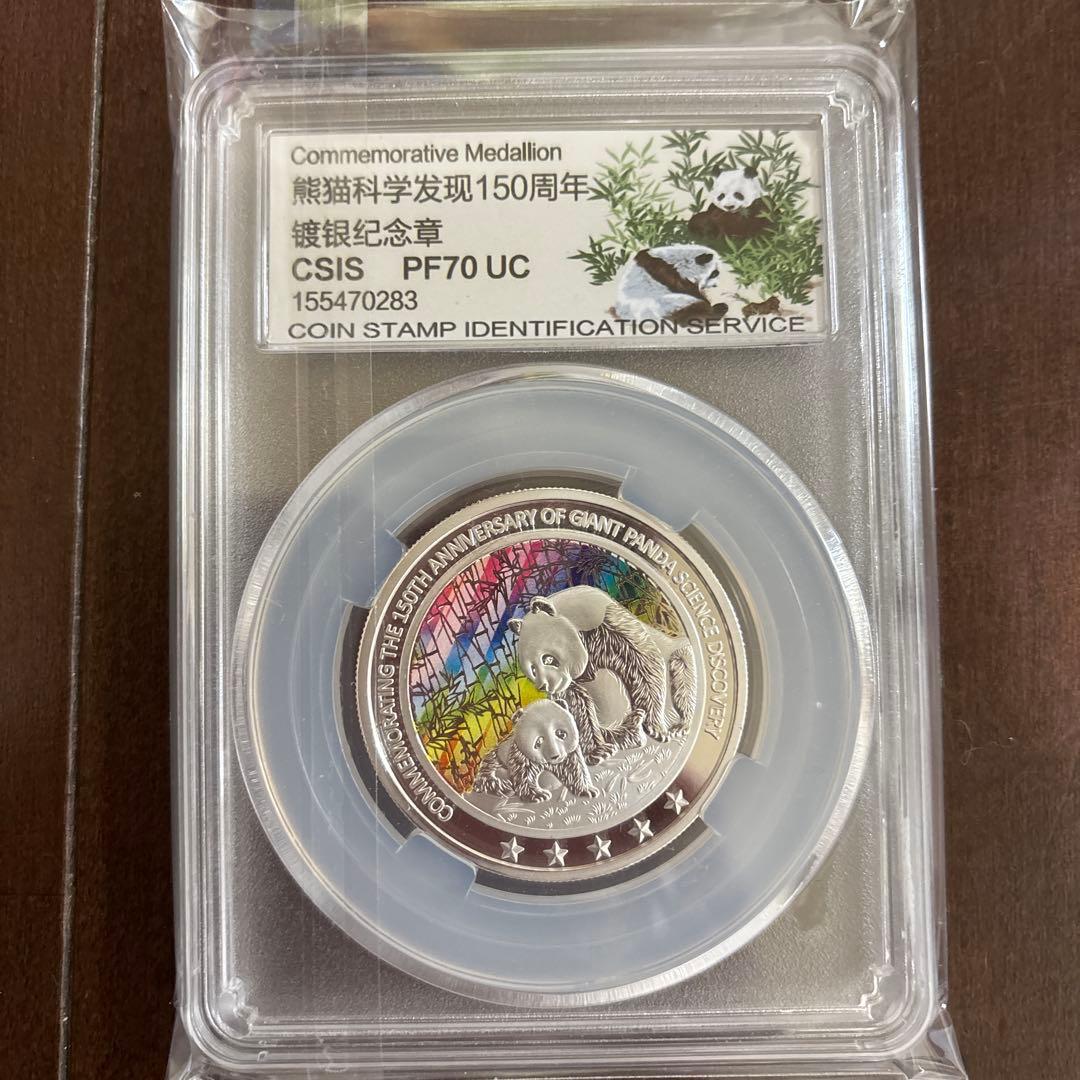 Commemorative Medallion
熊猫科学发现150周年
镀银纪念章
CSIS PF70 UC
155470283
COIN STAMP IDENTIFICATION SERVICE
COMMEMORATING THE 150TH ANNIVERSARY OF GIANT PANDA SCIENCE DISCOVERY